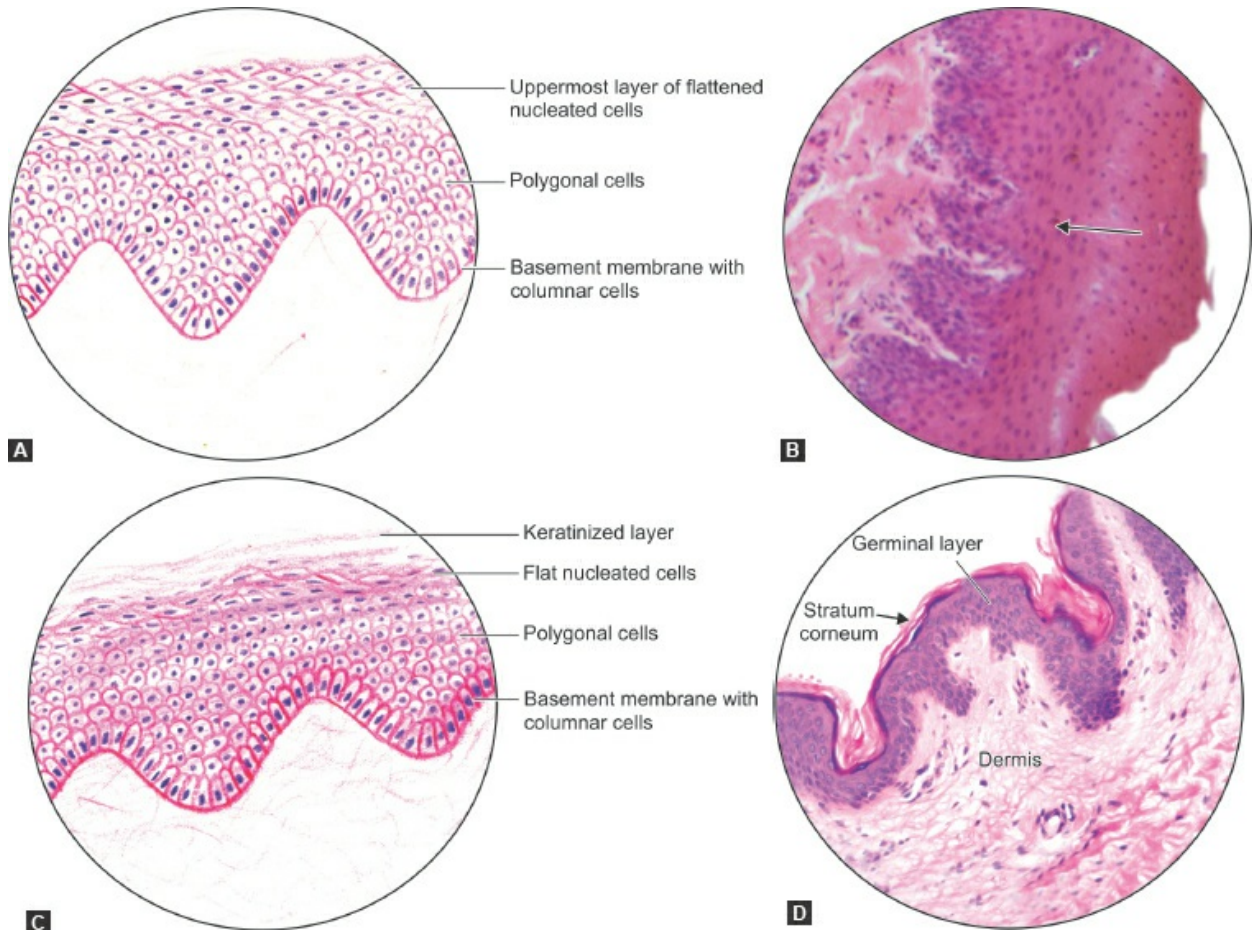 Uppermost layer of flattened
nucleated cells
Polygonal cells
Basement membrane with
columnar cells
A
B
Keratinized layer
Flat nucleated cells
Polygonal cells
Basement membrane with
columnar cells
C
Germinal layer
Stratum
corneum
Dermis
D